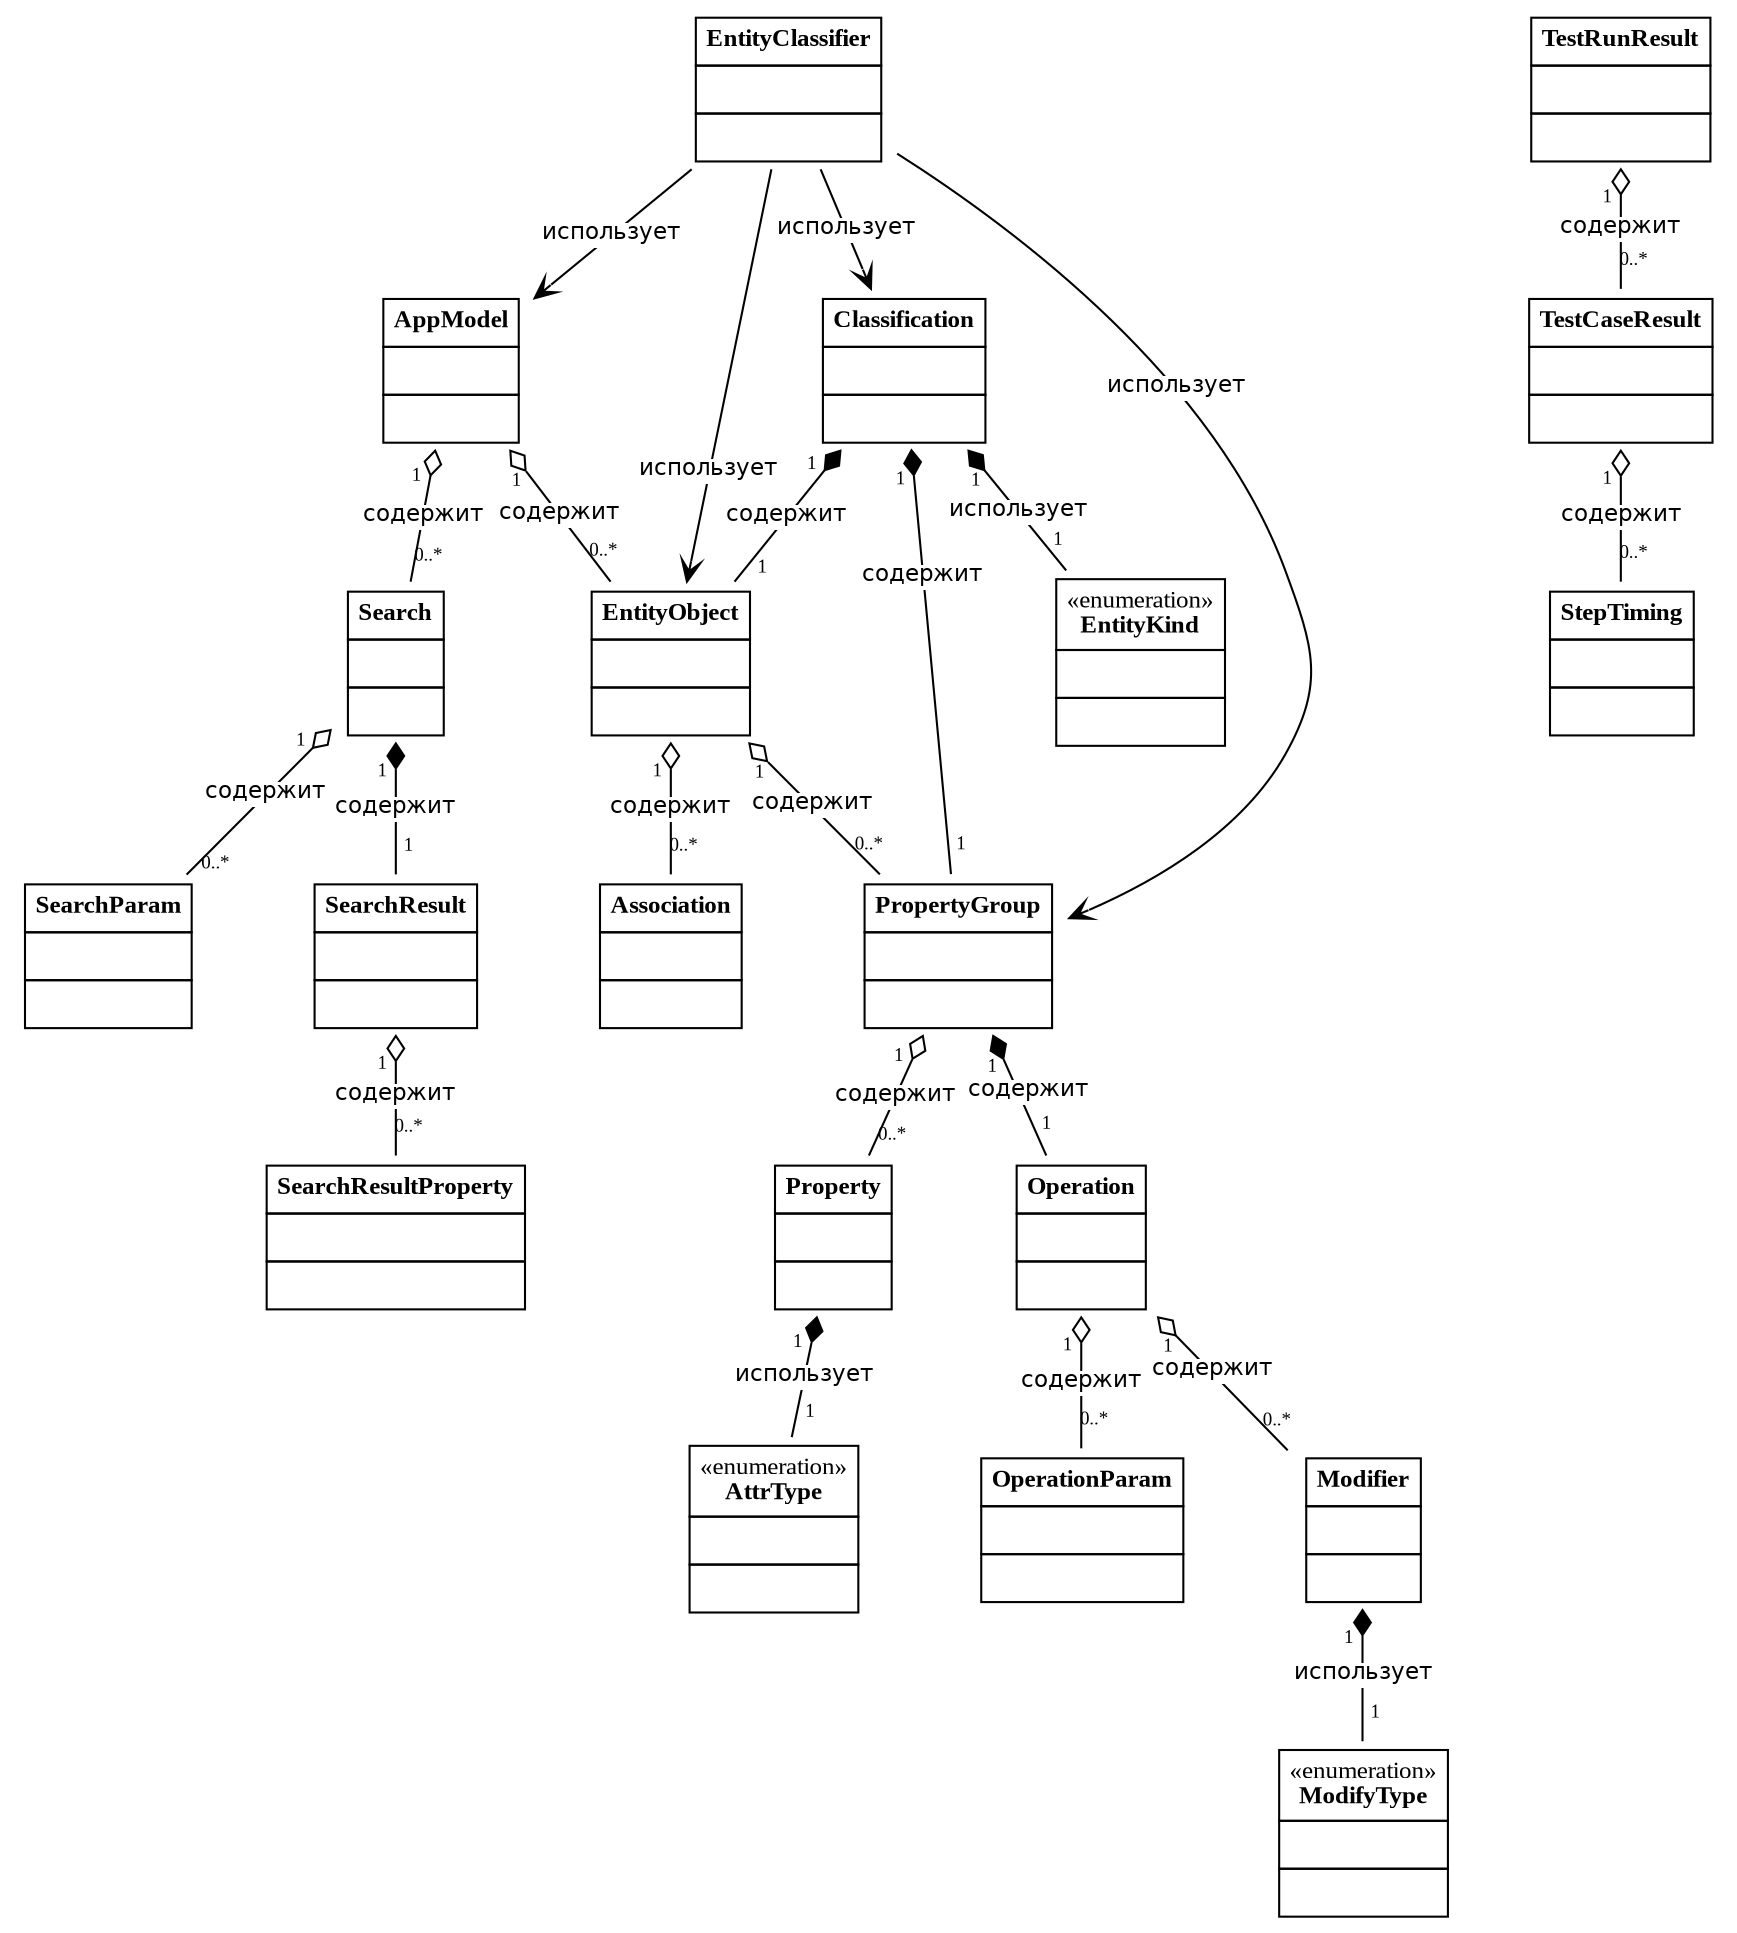 EntityClassifier
TestRunResult
1
использует
использует
содержит
0..*
AppModel
Classification
TestCaseResult
использует
использует
1
1
1
1
1
1
содержит
содержит
содержит
использует
содержит
0..*
0..*
1
1
0..*
содержит
Search
EntityObject
«enumeration»
EntityKind
StepTiming
1
1
1
1
содержит
содержит
содержит
содержит
0..*
1
0..*
0..*
1
SearchParam
SearchResult
Association
PropertyGroup
1
1
1
содержит
содержит
содержит
0..*
0..*
1
SearchResultProperty
Property
Operation
1
1
1
использует
содержит
содержит
1
0..*
0..*
«enumeration»
AttrType
OperationParam
Modifier
1
использует
1
«enumeration»
ModifyType